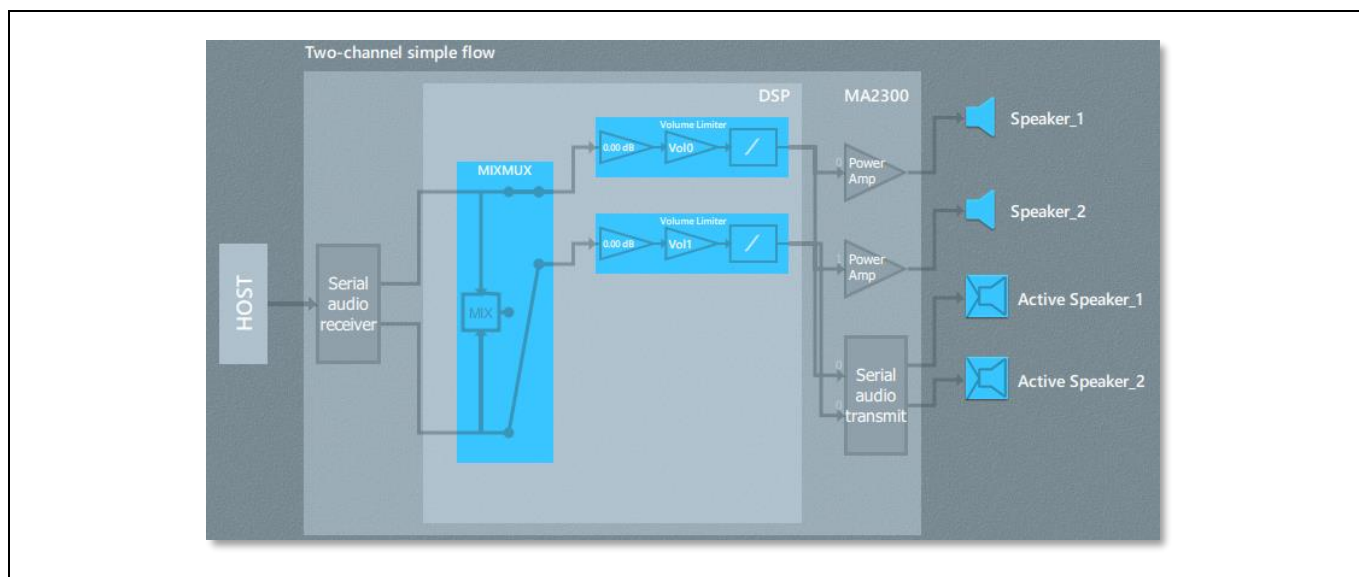 Two-channel simple flow
DSP
MA2300
Volume Limiter
0.00 dB
Vol0
MIXMUX
Volume Limiter
0.00 dB
Vol1
MIX
HOST
Serial
audio
receiver
0
Power
Amp
Power
Amp
0
0
Serial
audio
transmit
Speaker_1
Speaker_2
Active Speaker_1
Active Speaker_2